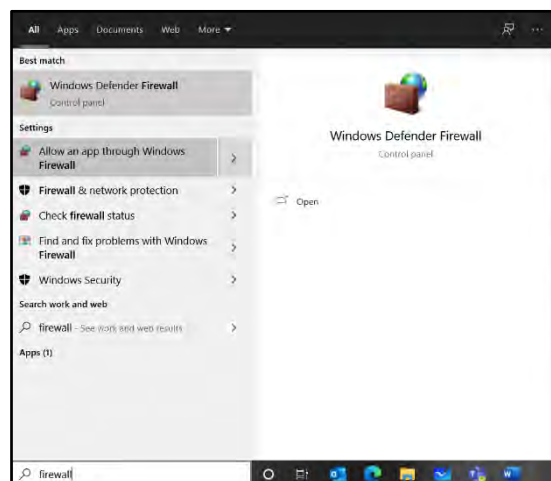 All Apps Documents Web More
Best match
Windows Defender Firewall
Control panel
Settings
Allow an app through Windows
Firewall
Firewall & network protection
Check firewall status
Find and fix problems with Windows
Firewall
Windows Security
Search work and web
firewall - See work and web results
Apps (1)
Windows Defender Firewall
Control panel
Open
firewall